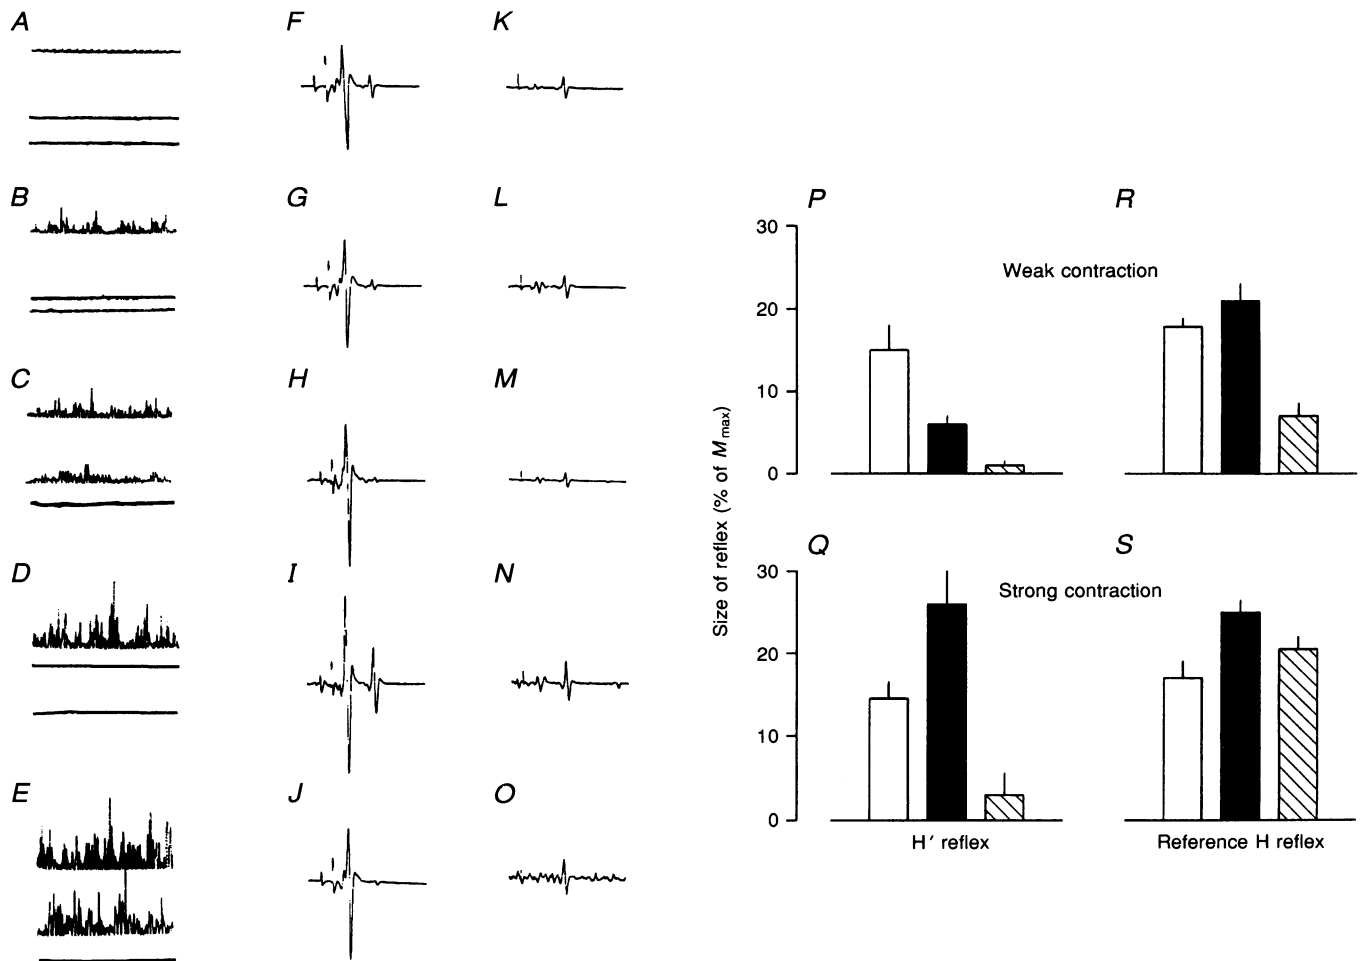 A
F
K
B
G
L
C
H
M
D
I
N
E
J
O
P
R
30
Weak contraction
20
10
0
Size of reflex (% of Mmax)
Q
S
30
Strong contraction
20
10
0
H′ reflex
Reference H reflex